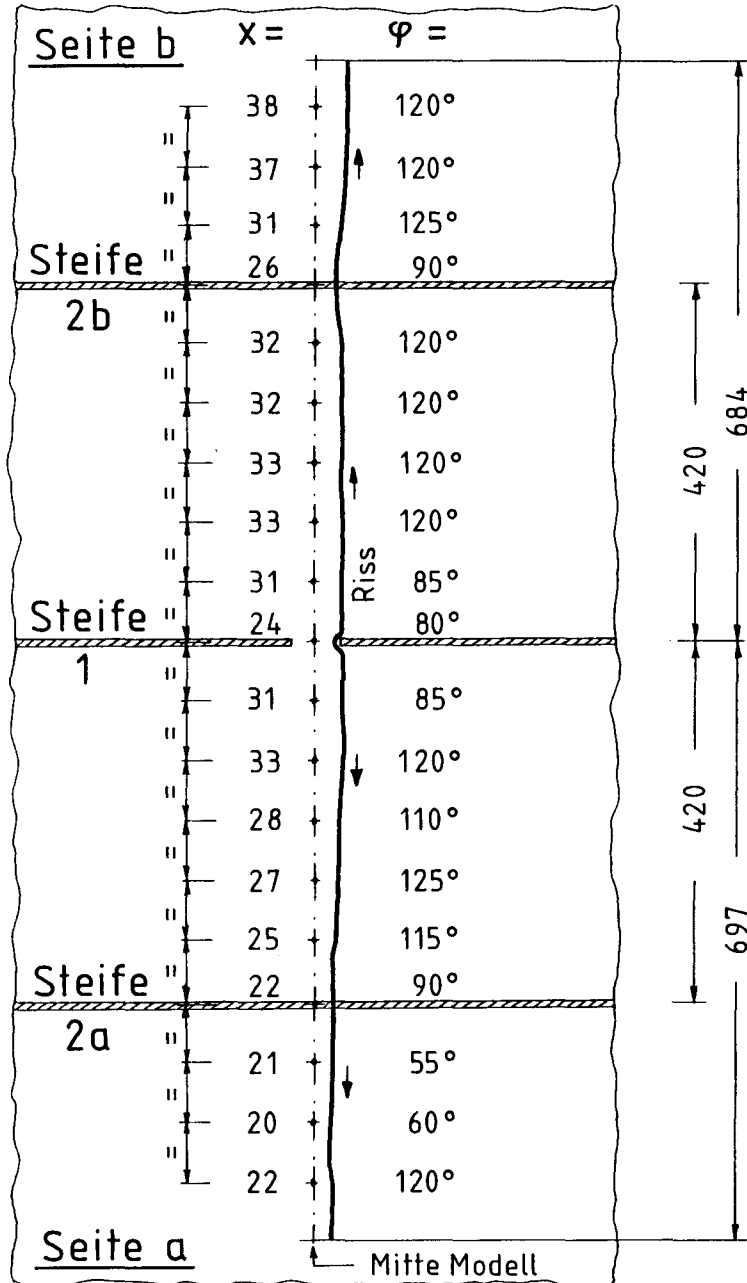 Seite b x = φ =
38 120°
" 37 120°
" 31 125°
Steife " 26 90°
2b "
" 32 120°
" 32 120°
" 33 120°
" 33 120°
" 31 85°
Steife " 24 80°
1 "
31 85°
" 33 120°
" 28 110°
" 27 125°
" 25 115°
Steife " 22 90°
2a "
21 55°
" 20 60°
" 22 120°
Seite a
Mitte Modell
Riss
420
684
420
697